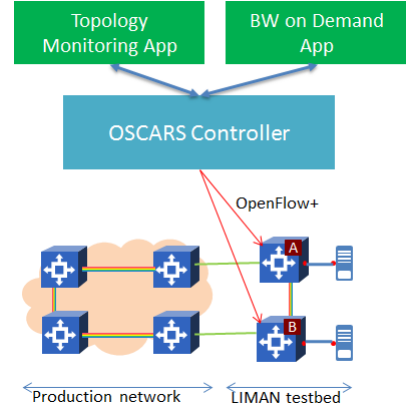 Topology
Monitoring App
BW on Demand
App
OSCARS Controller
OpenFlow+
A
B
Production network
LIMAN testbed